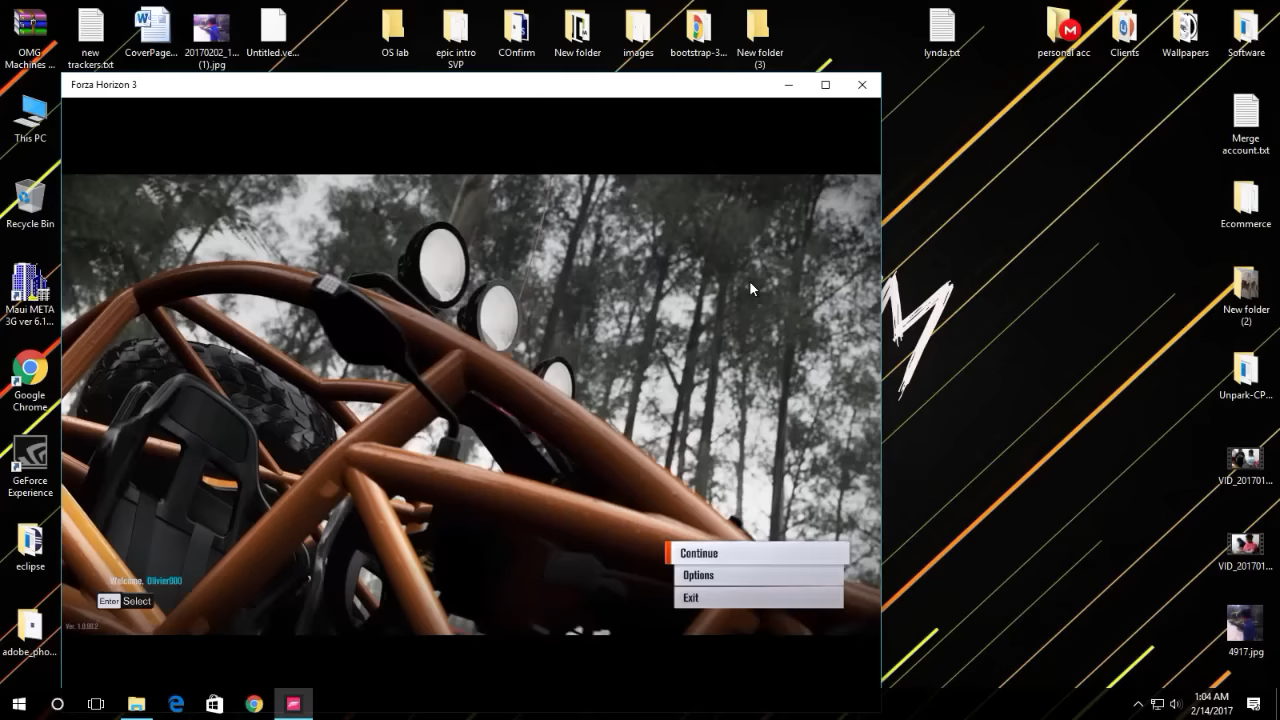 OMG
Machines ...
new
trackers.txt
CoverPage...
20170202_1...
(1).jpg
Untitled.ve...
OS lab
epic intro
SVP
COnfirm
New folder
images
bootstrap-3...
New folder
(3)
lynda.txt
personal acc
Clients
Wallpapers
Software
Forza Horizon 3
This PC
Recycle Bin
Maui META
3G ver 6.1...
Google
Chrome
GeForce
Experience
eclipse
adobe_pho...
Merge
account.txt
Ecommerce
New folder
(2)
Unpark-CP...
VID_201701...
VID_201701...
4917.jpg
M
Continue
Options
Exit
Welcome, Olivier900
Enter Select
1:04 AM
2/14/2017